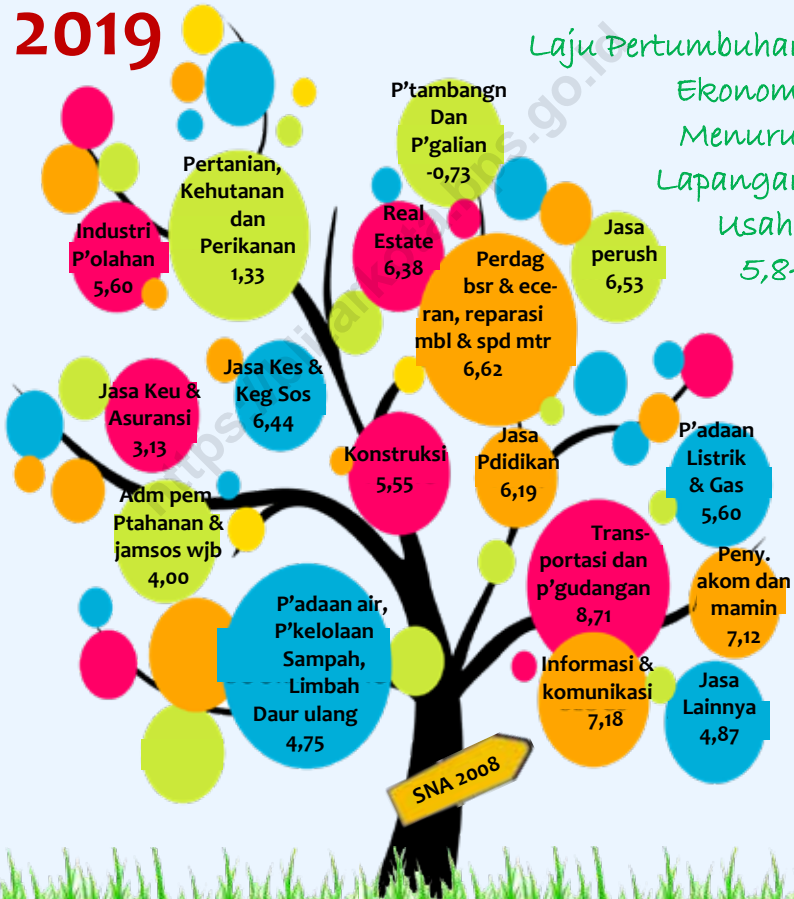 2019
Laju Pertumbuhan
Ekonom
Menuru
Lapangan
Usah
5,8
P'tambangn
Dan
P'galian
-0,73
Pertanian,
Kehutanan
dan
Perikanan
1,33
Industri
P'olahan
5,60
Real
Estate
6,38
Perdag
bsr & ece-
ran, reparasi
mbl & spd mtr
6,62
Jasa
perush
6,53
Jasa Keu &
Asuransi
3,13
Jasa Kes &
Keg Sos
6,44
Konstruksi
5,55
Jasa
Pdidikan
6,19
P'adaan
Listrik
& Gas
5,60
Adm pem
Ptahanan &
jamsos wjb
4,00
Trans-
portasi dan
p'gudangan
8,71
Peny.
akom dan
mamin
7,12
P'adaan air,
P'kelolaan
Sampah,
Limbah
Daur ulang
4,75
Informasi &
komunikasi
7,18
Jasa
Lainnya
4,87
SNA 2008